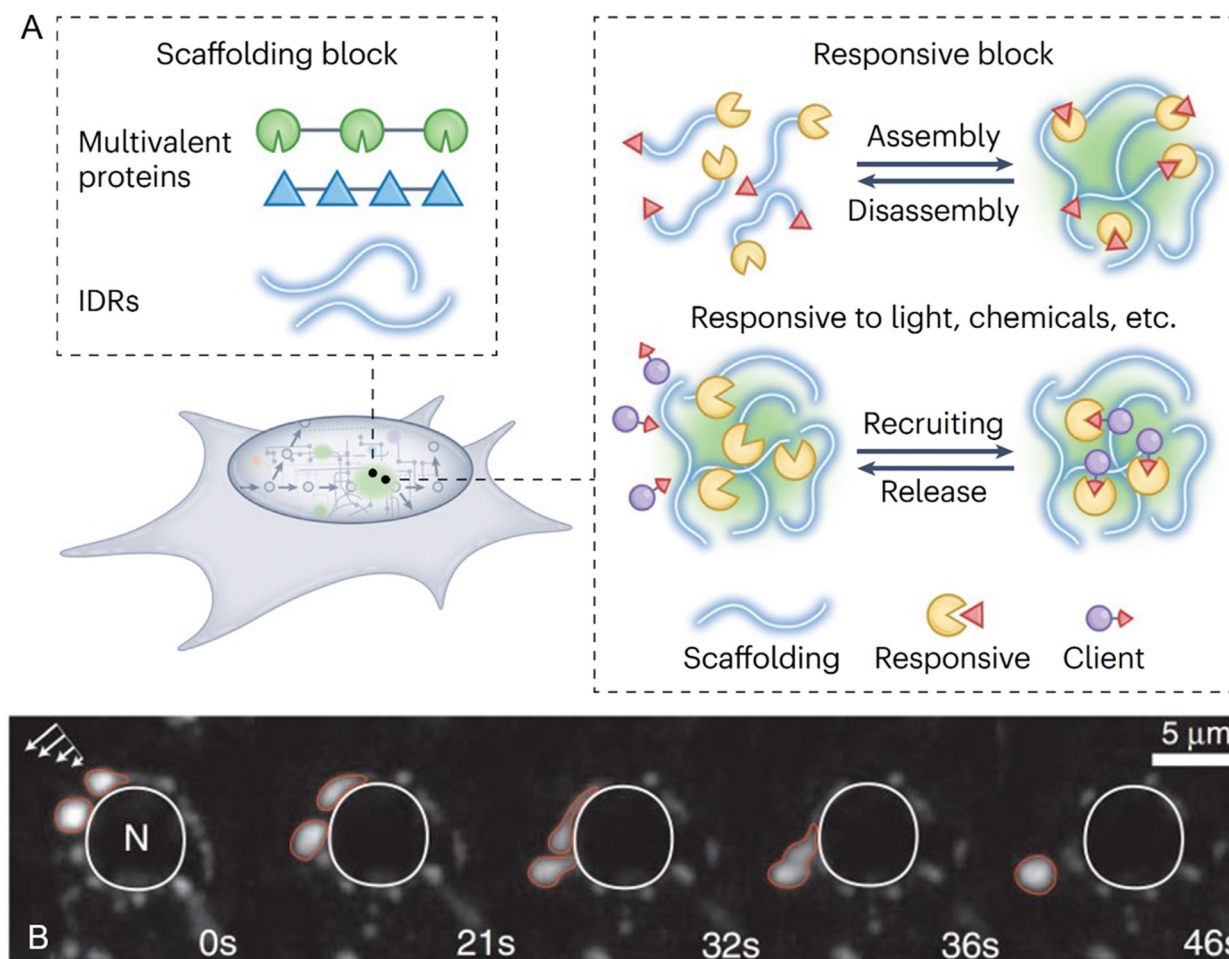 A
Scaffolding block
Multivalent
proteins
IDRs
Responsive block
Assembly
Disassembly
Responsive to light, chemicals, etc.
Recruiting
Release
Scaffolding
Responsive
Client
5 μm
N
B
0s
21s
32s
36s
46s